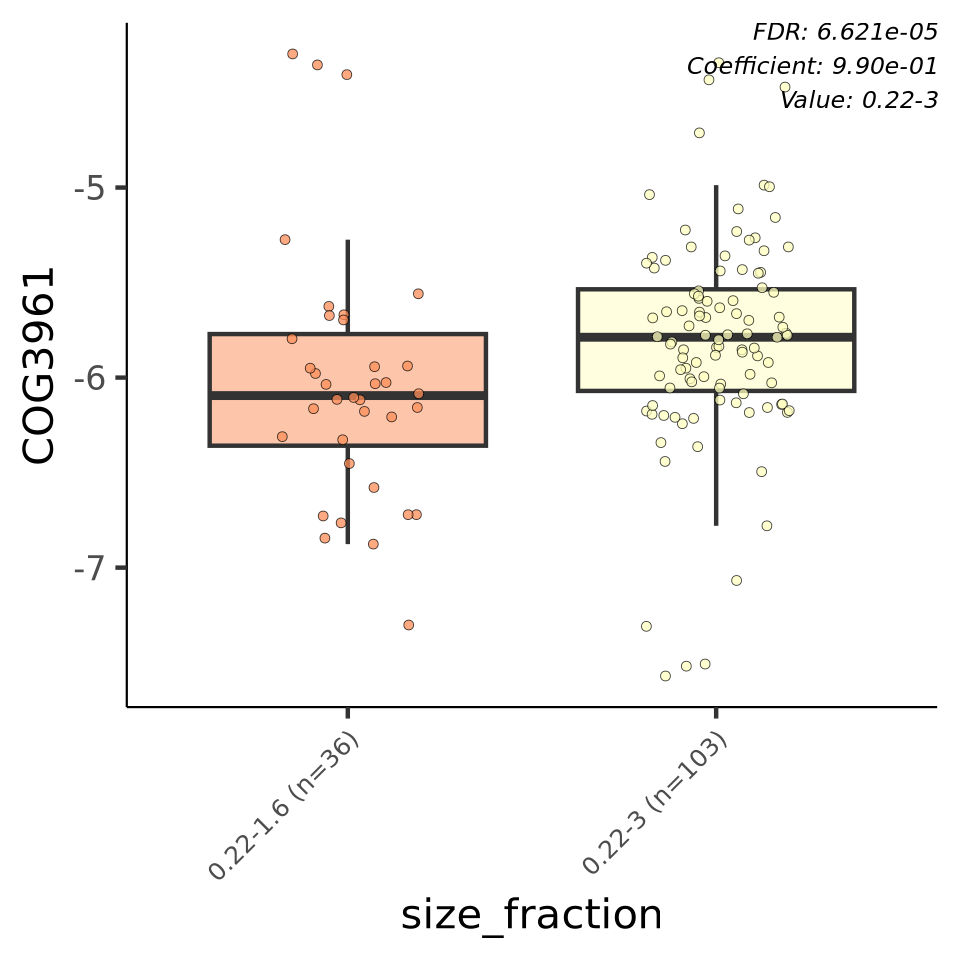 FDR: 6.621e-05
Coefficient: 9.90e-01
Value: 0.22-3
COG3961
-5
-6
-7
0.22-1.6 (n=36)
0.22-3 (n=103)
size_fraction